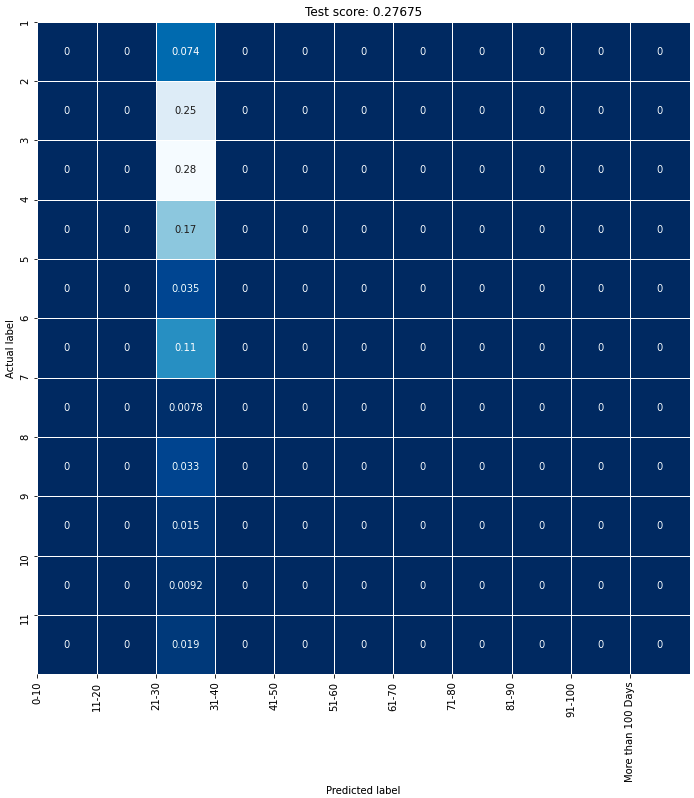 Test score: 0.27675
1
0 0 0.074 0 0 0 0 0 0 0 0
2
0 0 0.25 0 0 0 0 0 0 0 0
3
0 0 0.28 0 0 0 0 0 0 0 0
4
0 0 0.17 0 0 0 0 0 0 0 0
5
0 0 0.035 0 0 0 0 0 0 0 0
6
Actual label
0 0 0.11 0 0 0 0 0 0 0 0
7
0 0 0.0078 0 0 0 0 0 0 0 0
8
0 0 0.033 0 0 0 0 0 0 0 0
9
0 0 0.015 0 0 0 0 0 0 0 0
10
0 0 0.0092 0 0 0 0 0 0 0 0
11
0 0 0.019 0 0 0 0 0 0 0 0
0-10
11-20
21-30
31-40
41-50
51-60
61-70
71-80
81-90
91-100
More than 100 Days
Predicted label